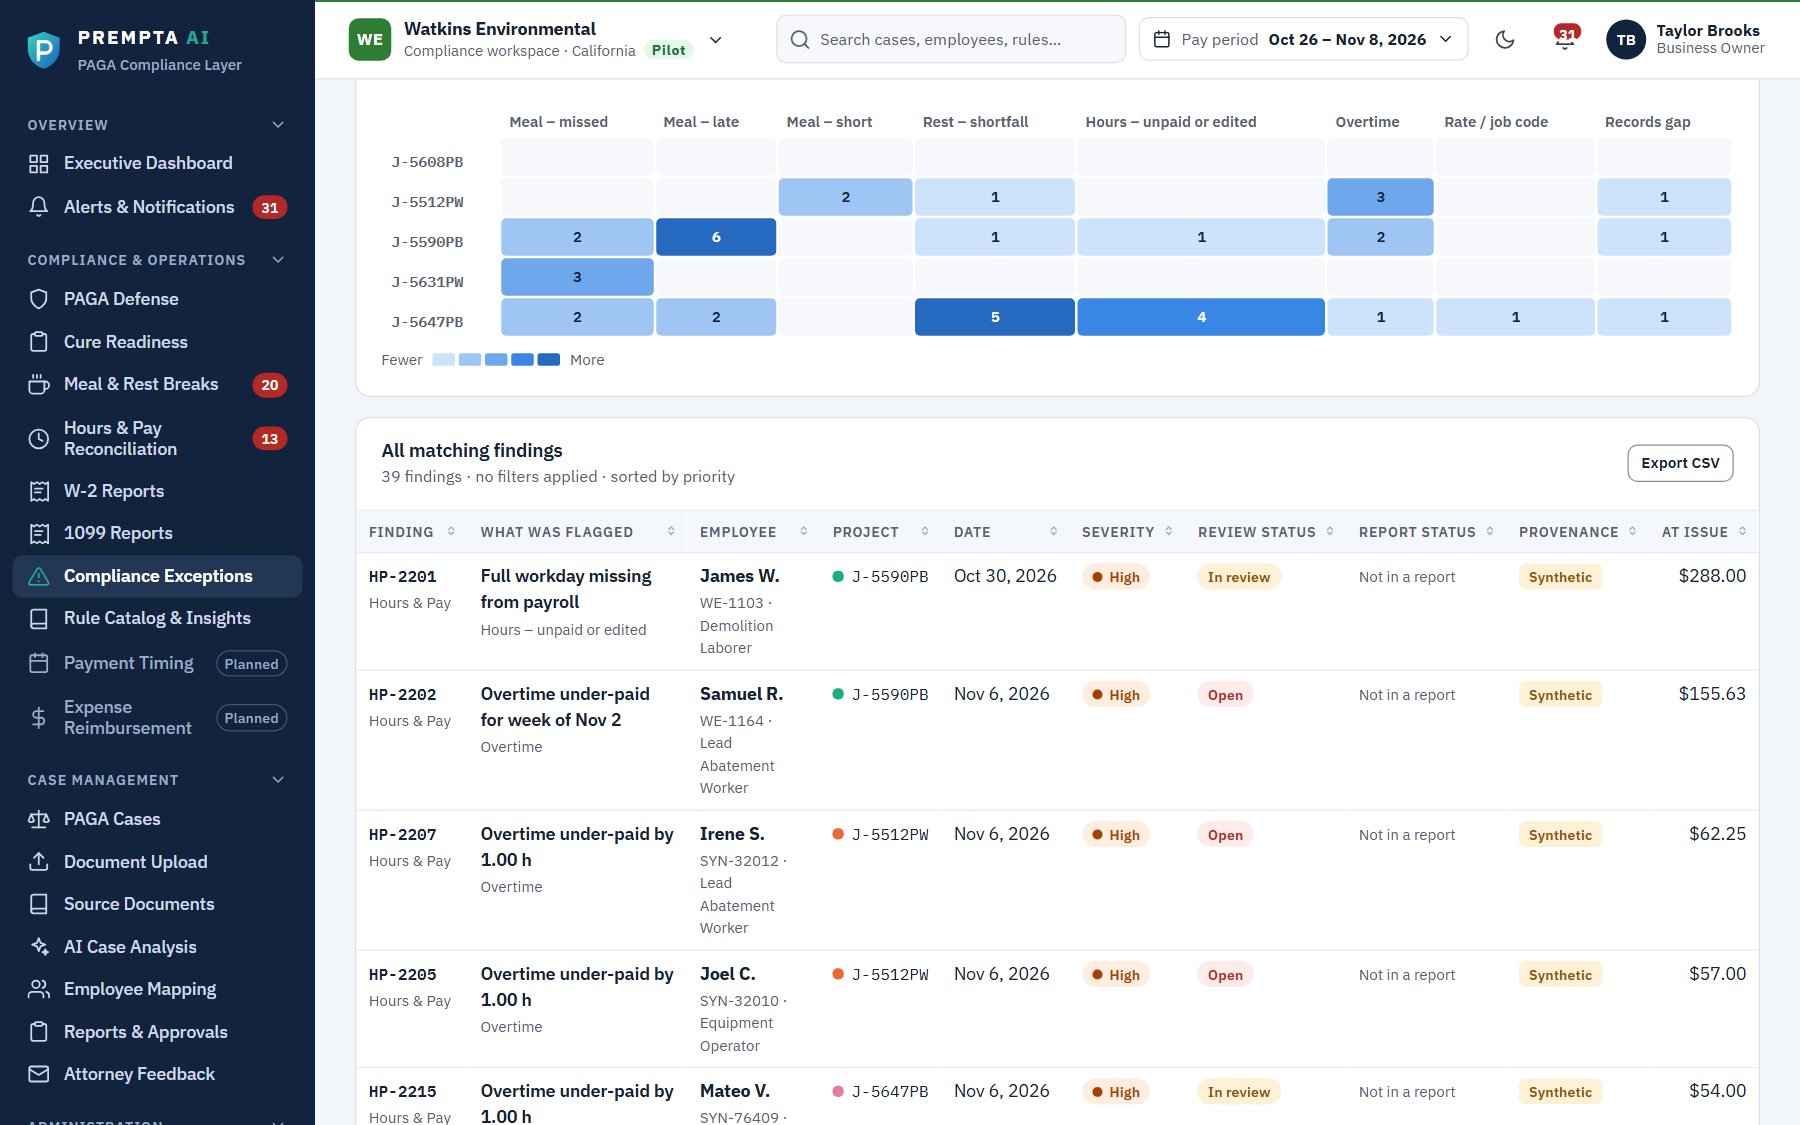 PREMPTA AI
PAGA Compliance Layer
OVERVIEW
Executive Dashboard
Alerts & Notifications 31
COMPLIANCE & OPERATIONS
PAGA Defense
Cure Readiness
Meal & Rest Breaks 20
Hours & Pay
Reconciliation 13
W-2 Reports
1099 Reports
Compliance Exceptions
Rule Catalog & Insights
Payment Timing Planned
Expense
Reimbursement Planned
CASE MANAGEMENT
PAGA Cases
Document Upload
Source Documents
AI Case Analysis
Employee Mapping
Reports & Approvals
Attorney Feedback
ADMINISTRATION
WE
Watkins Environmental
Compliance workspace · California Pilot
Search cases, employees, rules...
Pay period Oct 26 – Nov 8, 2026
31
TB
Taylor Brooks
Business Owner
Meal – missed Meal – late Meal – short Rest – shortfall Hours – unpaid or edited Overtime Rate / job code Records gap
J-5608PB
J-5512PW 2 1 3 1
J-5590PB 2 6 1 1 2 1
J-5631PW 3
J-5647PB 2 2 5 4 1 1 1
Fewer More
All matching findings
39 findings · no filters applied · sorted by priority
Export CSV
FINDING WHAT WAS FLAGGED EMPLOYEE PROJECT DATE SEVERITY REVIEW STATUS REPORT STATUS PROVENANCE AT ISSUE
HP-2201 Full workday missing James W. J-5590PB Oct 30, 2026 High In review Not in a report Synthetic $288.00
Hours & Pay from payroll WE-1103 ·
Hours – unpaid or edited Demolition
Laborer
HP-2202 Overtime under-paid Samuel R. J-5590PB Nov 6, 2026 High Open Not in a report Synthetic $155.63
Hours & Pay for week of Nov 2 WE-1164 ·
Overtime Lead
Abatement
Worker
HP-2207 Overtime under-paid by Irene S. J-5512PW Nov 6, 2026 High Open Not in a report Synthetic $62.25
Hours & Pay 1.00 h SYN-32012 ·
Overtime Lead
Abatement
Worker
HP-2205 Overtime under-paid by Joel C. J-5512PW Nov 6, 2026 High Open Not in a report Synthetic $57.00
Hours & Pay 1.00 h SYN-32010 ·
Overtime Equipment
Operator
HP-2215 Overtime under-paid by Mateo V. J-5647PB Nov 6, 2026 High In review Not in a report Synthetic $54.00
Hours & Pay 1.00 h SYN-76409 ·